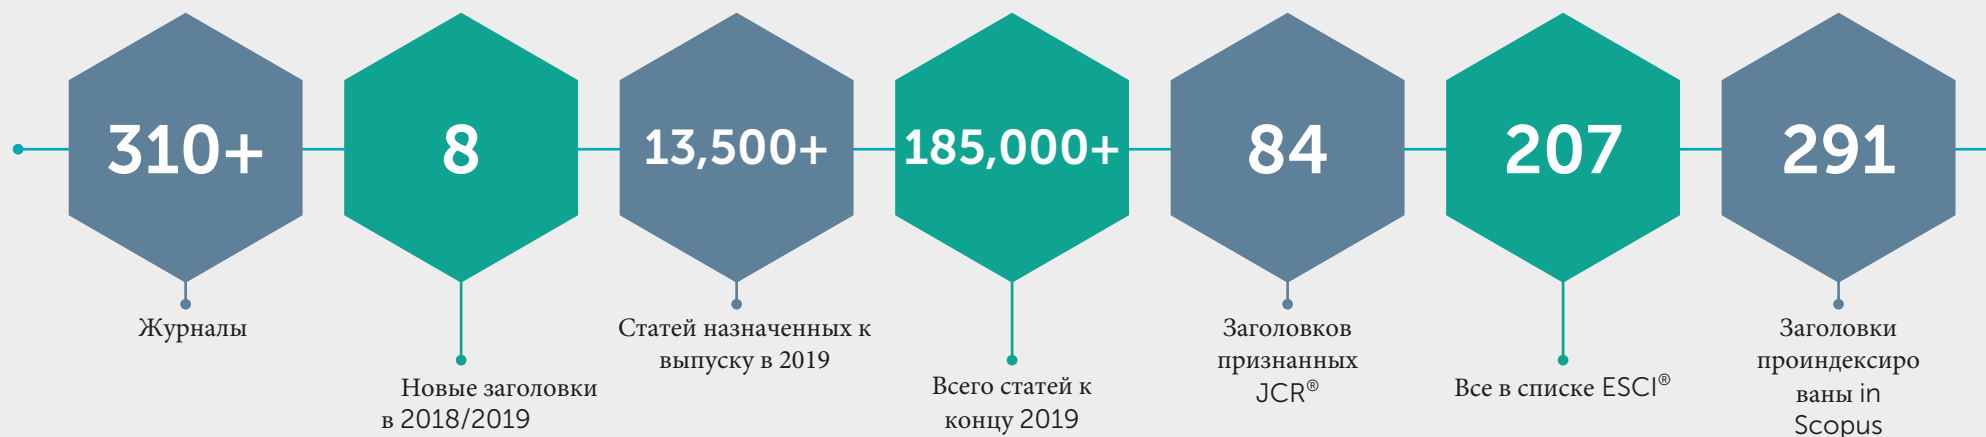 310+
Журналы
8
Новые заголовки
в 2018/2019
13,500+
Статей назначенных к
выпуску в 2019
185,000+
Всего статей к
концу 2019
84
Заголовков
признанных
JCR®
207
Все в списке ESCI®
291
Заголовки
проиндексиро
ваны in
Scopus